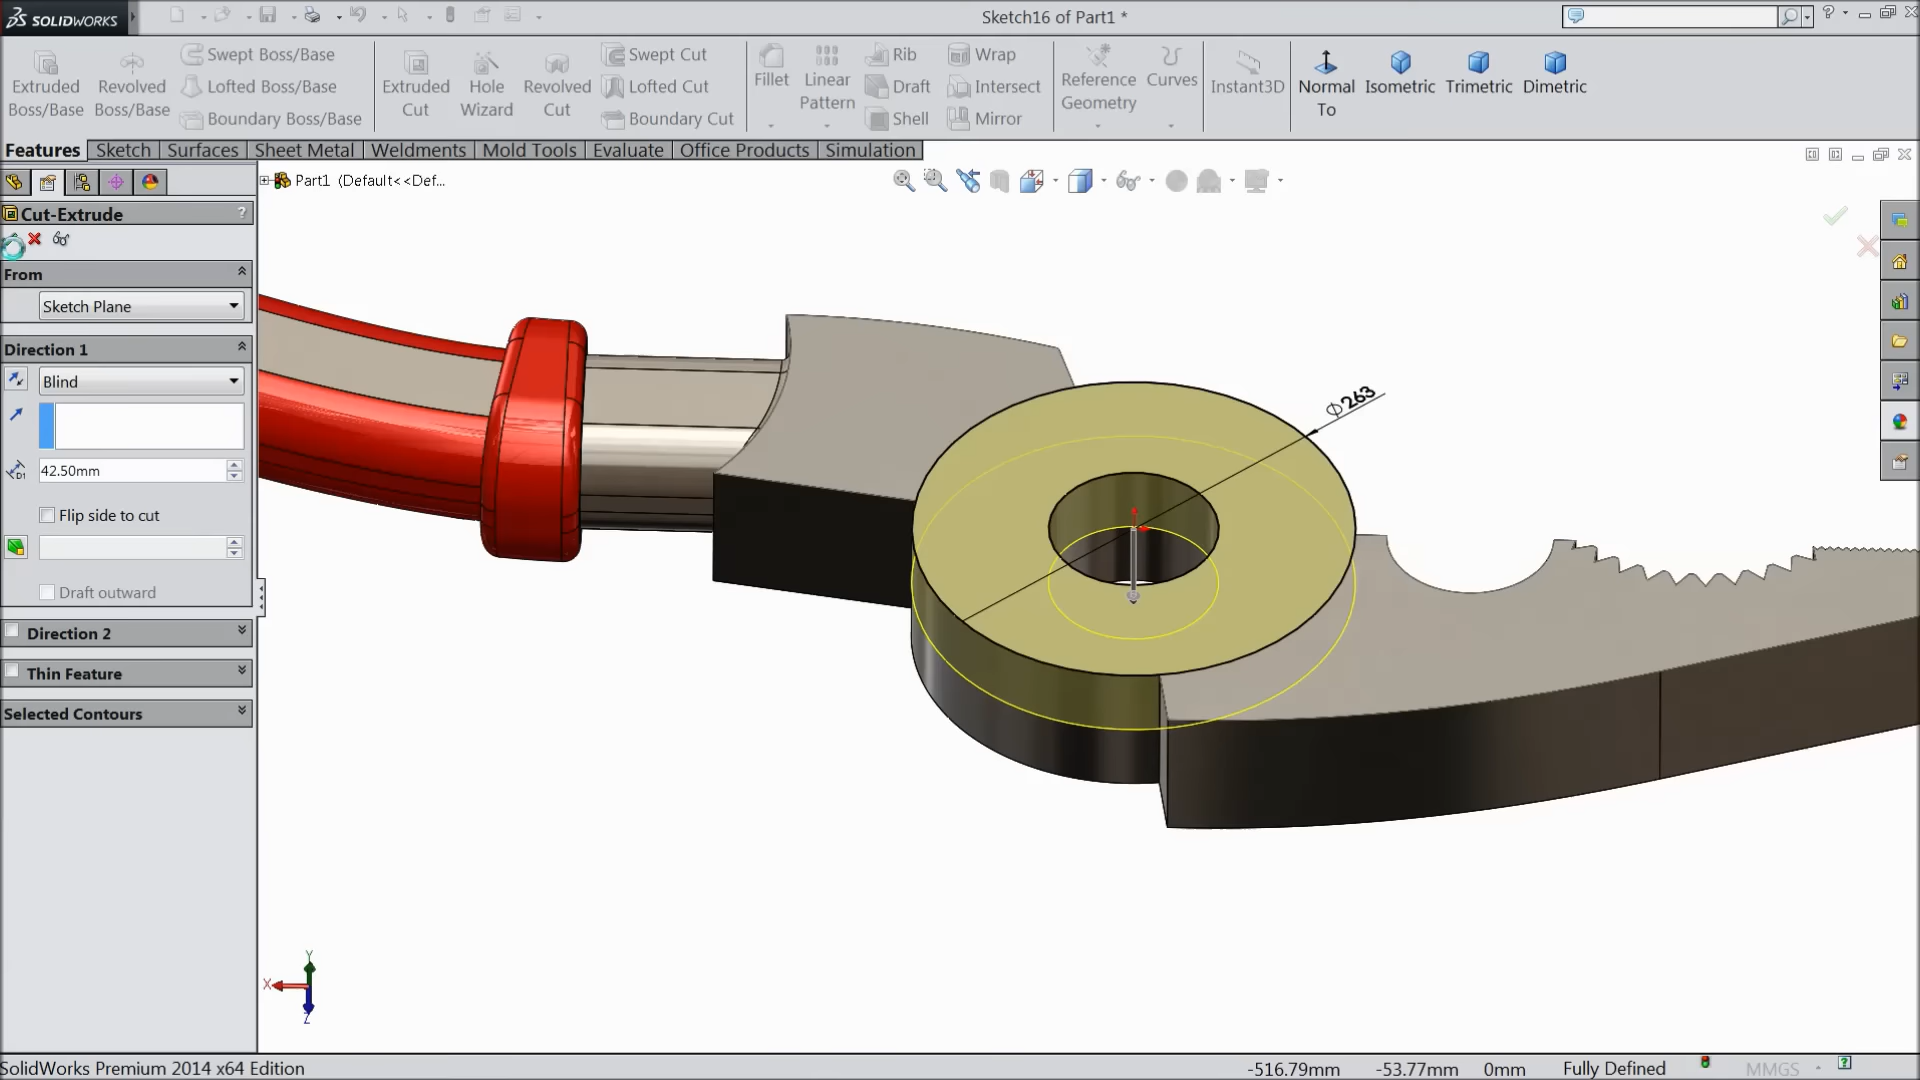 SOLIDWORKS
Sketch16 of Part1 *
Extruded Boss/Base
Revolved Boss/Base
Swept Boss/Base
Lofted Boss/Base
Boundary Boss/Base
Extruded Cut
Hole Wizard
Revolved Cut
Swept Cut
Lofted Cut
Boundary Cut
Fillet
Linear Pattern
Rib
Draft
Shell
Wrap
Intersect
Mirror
Reference Geometry
Curves
Instant3D
Normal To
Isometric
Trimetric
Dimetric
Features Sketch Surfaces Sheet Metal Weldments Mold Tools Evaluate Office Products Simulation
Part1 (Default<<Def...
Cut-Extrude ?
From
Sketch Plane
Direction 1
Blind
D1 42.50mm
Flip side to cut
Draft outward
Direction 2
Thin Feature
Selected Contours
Φ263
Y
X
Z
SolidWorks Premium 2014 x64 Edition
-516.79mm -53.77mm 0mm Fully Defined MMGS